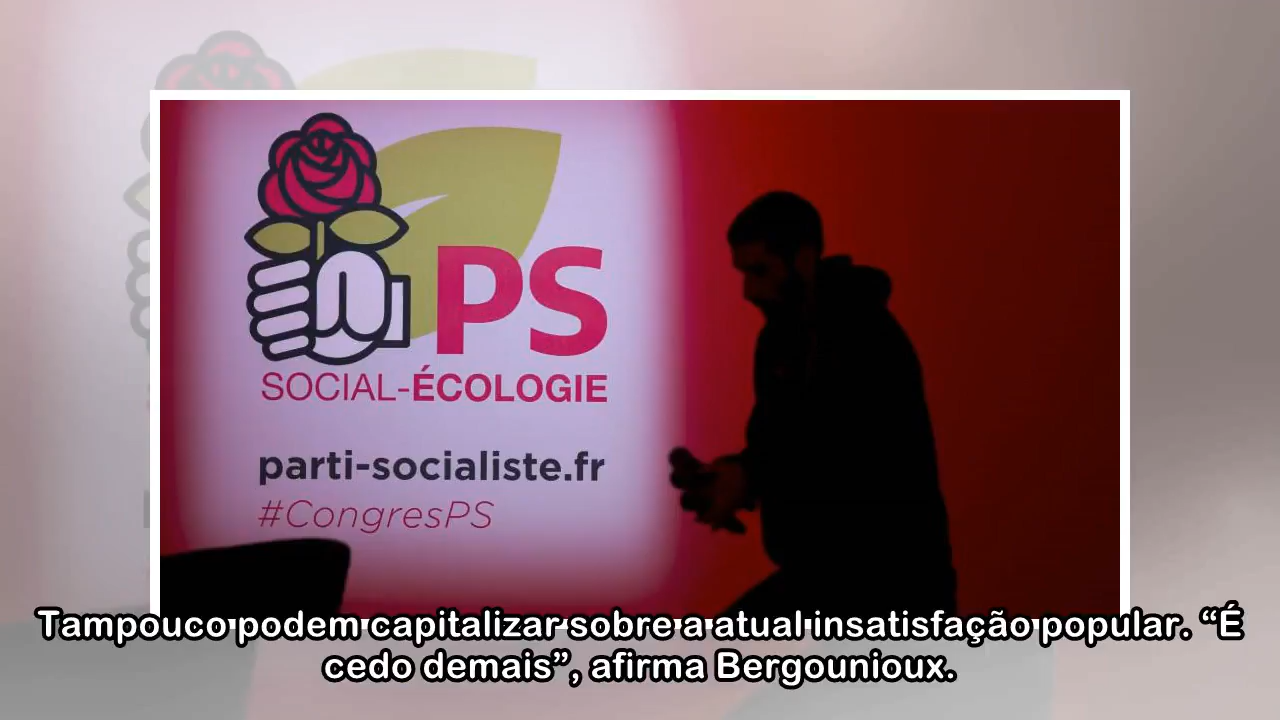 PS
SOCIAL-ÉCOLOGIE
parti-socialiste.fr
#CongresPS
Tampouco podem capitalizar sobre a atual insatisfação popular. “É
cedo demais”, afirma Bergounioux.